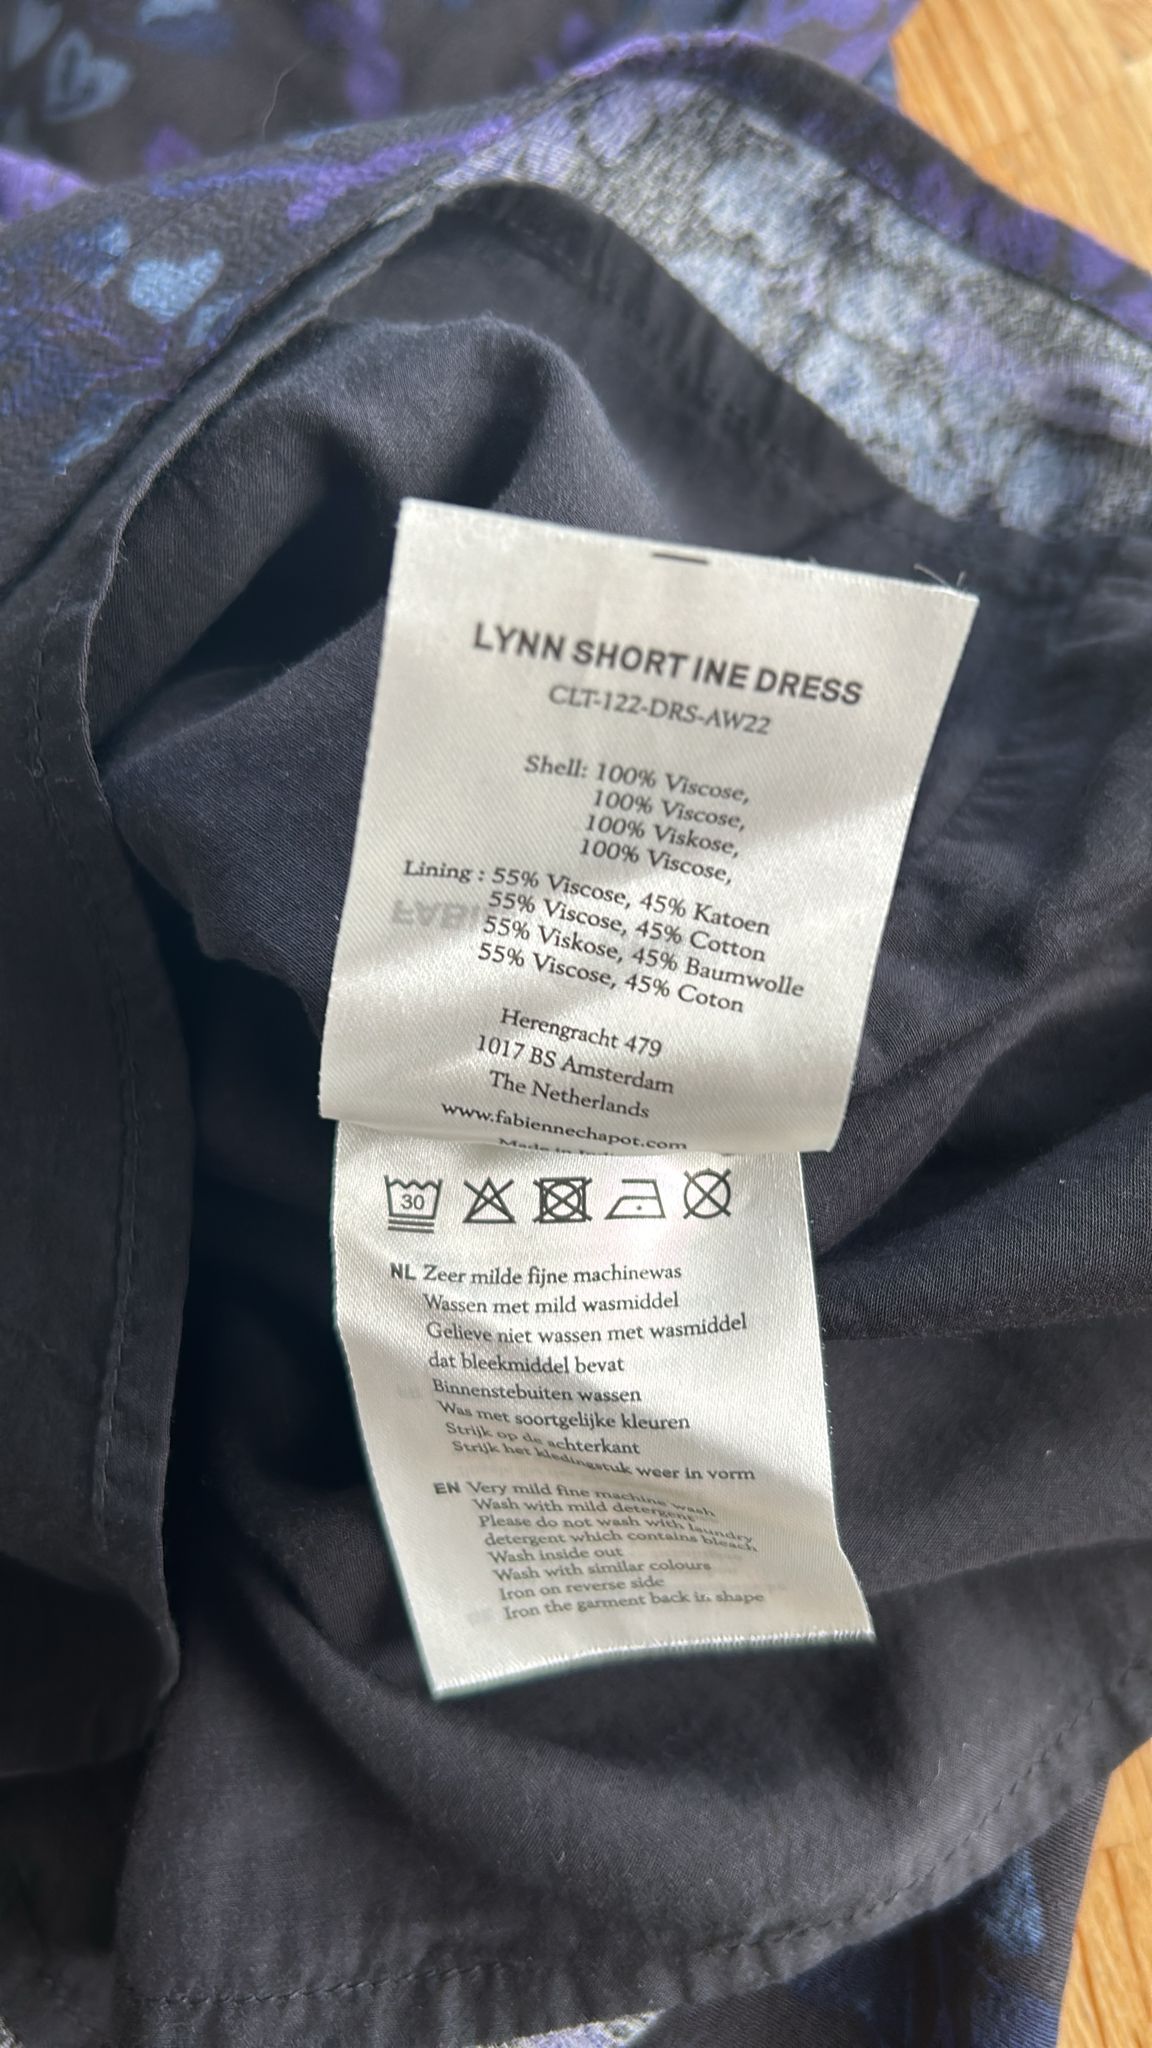 LYNN SHORT INE DRESS
CLT-122-DRS-AW22
Shell: 100% Viscose,
100% Viscose,
100% Viskose,
100% Viscose,
Lining : 55% Viscose, 45% Katoen
55% Viscose, 45% Cotton
55% Viskose, 45% Baumwolle
55% Viscose, 45% Coton
Herengracht 479
1017 BS Amsterdam
The Netherlands
www.fabiennechapot.com
Made in
30
NL Zeer milde fijne machinewas
Wassen met mild wasmiddel
Gelieve niet wassen met wasmiddel
dat bleekmiddel bevat
Binnenstebuiten wassen
Was met soortgelijke kleuren
Strijk op de achterkant
Strijk het kledingstuk weer in vorm
EN Very mild fine machine wash
Wash with mild detergent
Please do not wash with laundry
detergent which contains bleach
Wash inside out
Wash with similar colours
Iron on reverse side
Iron the garment back in shape